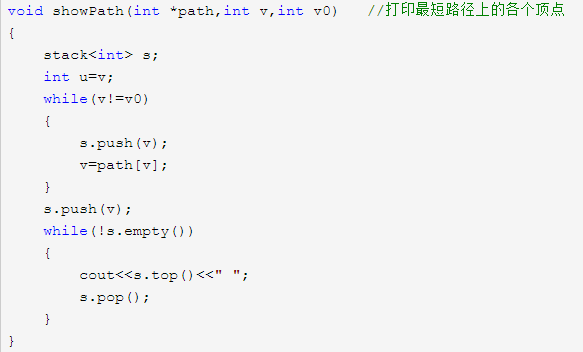 void showPath(int *path,int v,int v0)   //打印最短路径上的各个顶点
{
    stack<int> s;
    int u=v;
    while(v!=v0)
    {
        s.push(v);
        v=path[v];
    }
    s.push(v);
    while(!s.empty())
    {
        cout<<s.top()<<" ";
        s.pop();
    }
}